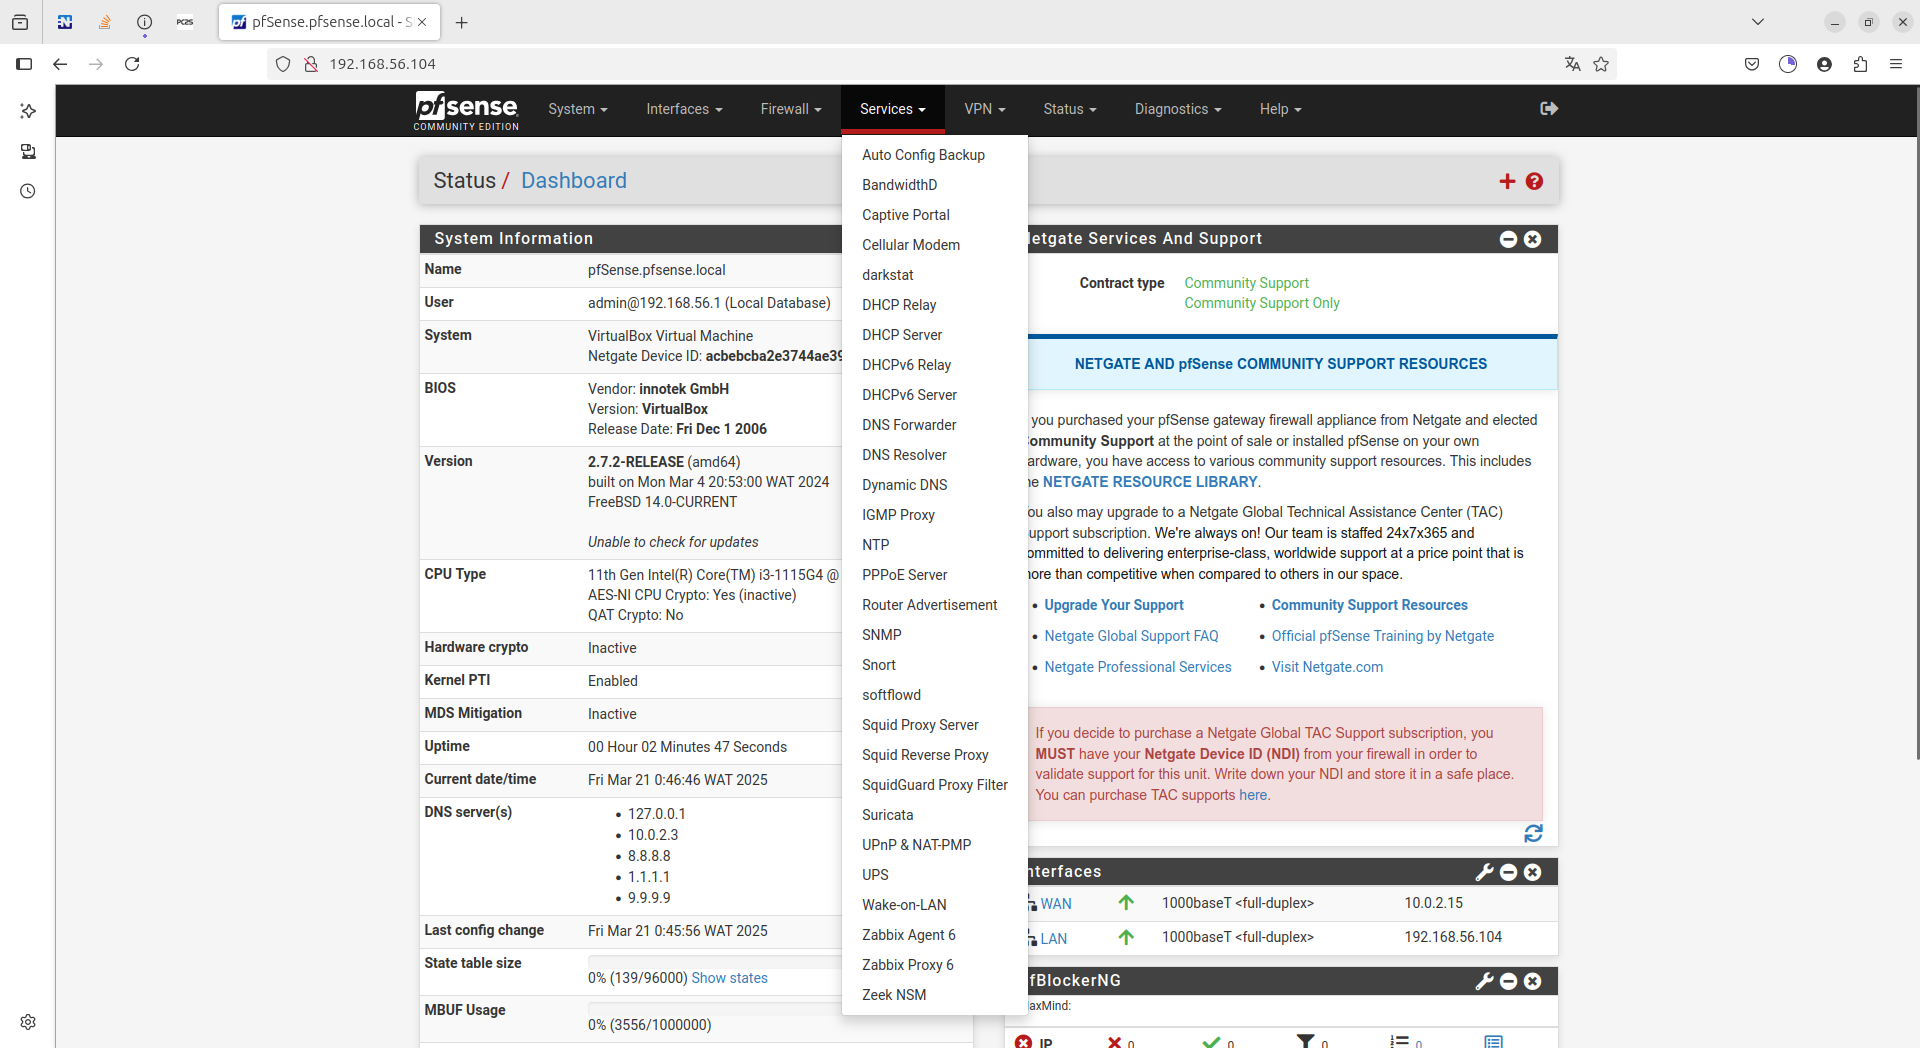 PC2S
pfSense.pfsense.local - S
192.168.56.104
pfsense
COMMUNITY EDITION
System
Interfaces
Firewall
Services
VPN
Status
Diagnostics
Help
Status / Dashboard
Auto Config Backup
BandwidthD
Captive Portal
Cellular Modem
darkstat
DHCP Relay
DHCP Server
DHCPv6 Relay
DHCPv6 Server
DNS Forwarder
DNS Resolver
Dynamic DNS
IGMP Proxy
NTP
PPPoE Server
Router Advertisement
SNMP
Snort
softflowd
Squid Proxy Server
Squid Reverse Proxy
SquidGuard Proxy Filter
Suricata
UPnP & NAT-PMP
UPS
Wake-on-LAN
Zabbix Agent 6
Zabbix Proxy 6
Zeek NSM
System Information
Name pfSense.pfsense.local
User admin@192.168.56.1 (Local Database)
System VirtualBox Virtual Machine
Netgate Device ID: acbebcba2e3744ae39
BIOS Vendor: innotek GmbH
Version: VirtualBox
Release Date: Fri Dec 1 2006
Version 2.7.2-RELEASE (amd64)
built on Mon Mar 4 20:53:00 WAT 2024
FreeBSD 14.0-CURRENT
Unable to check for updates
CPU Type 11th Gen Intel(R) Core(TM) i3-1115G4 @
AES-NI CPU Crypto: Yes (inactive)
QAT Crypto: No
Hardware crypto Inactive
Kernel PTI Enabled
MDS Mitigation Inactive
Uptime 00 Hour 02 Minutes 47 Seconds
Current date/time Fri Mar 21 0:46:46 WAT 2025
DNS server(s) • 127.0.0.1
• 10.0.2.3
• 8.8.8.8
• 1.1.1.1
• 9.9.9.9
Last config change Fri Mar 21 0:45:56 WAT 2025
State table size 0% (139/96000) Show states
MBUF Usage 0% (3556/1000000)
etgate Services And Support
Contract type Community Support
Community Support Only
NETGATE AND pfSense COMMUNITY SUPPORT RESOURCES
you purchased your pfSense gateway firewall appliance from Netgate and elected
ommunity Support at the point of sale or installed pfSense on your own
ardware, you have access to various community support resources. This includes
e NETGATE RESOURCE LIBRARY.
ou also may upgrade to a Netgate Global Technical Assistance Center (TAC)
upport subscription. We're always on! Our team is staffed 24x7x365 and
ommitted to delivering enterprise-class, worldwide support at a price point that is
ore than competitive when compared to others in our space.
• Upgrade Your Support • Community Support Resources
• Netgate Global Support FAQ • Official pfSense Training by Netgate
• Netgate Professional Services • Visit Netgate.com
If you decide to purchase a Netgate Global TAC Support subscription, you
MUST have your Netgate Device ID (NDI) from your firewall in order to
validate support for this unit. Write down your NDI and store it in a safe place.
You can purchase TAC supports here.
nterfaces
WAN 1000baseT <full-duplex> 10.0.2.15
LAN 1000baseT <full-duplex> 192.168.56.104
fBlockerNG
axMind:
IP 0 0 0 0